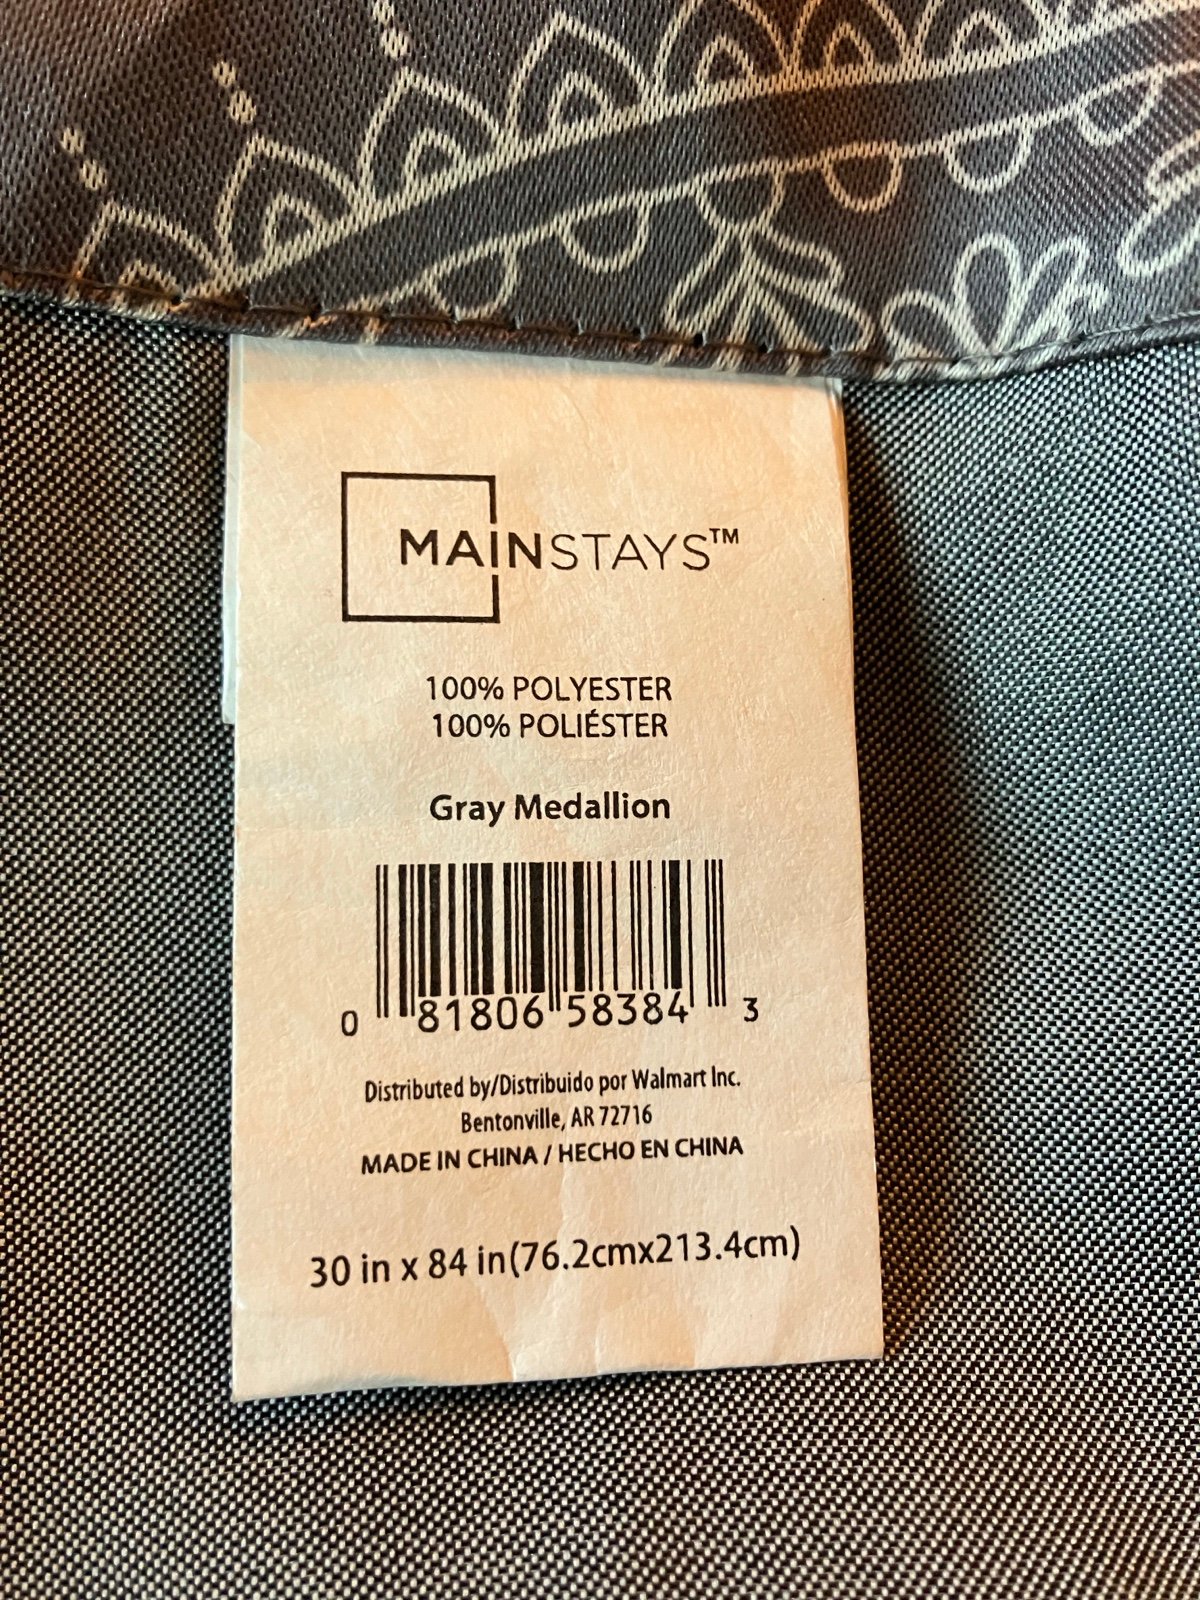 MAINSTAYS™
100% POLYESTER
100% POLIÉSTER
Gray Medallion
0 81806 58384 3
Distributed by/Distribuido por Walmart Inc.
Bentonville, AR 72716
MADE IN CHINA / HECHO EN CHINA
30 in x 84 in(76.2cmx213.4cm)